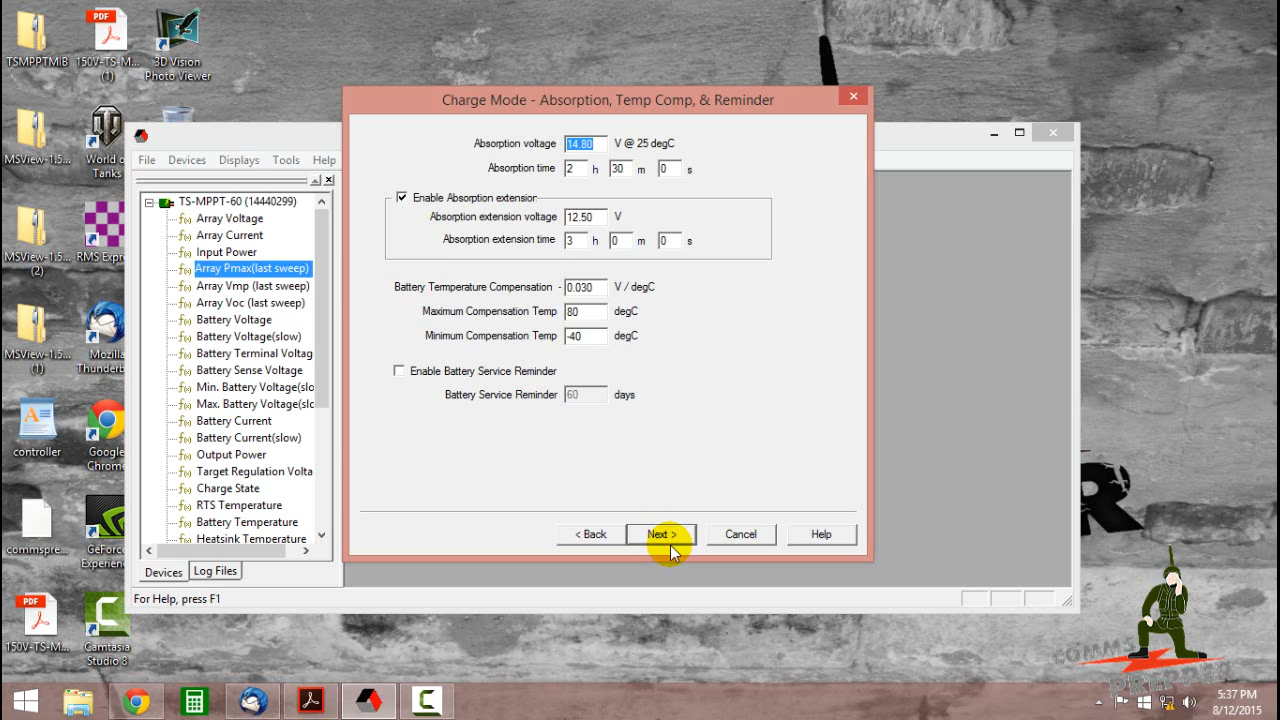 TSMPPTMIB
150V-TS-M...
(1)
3D Vision
Photo Viewer
MSView-1.5...
World of
Tanks
MSView-1.5...
(2)
RMS Expr
MSView-1.5...
(1)
Mozilla
Thunderb
controller
Google
Chrome
commspre
GeForce
Experience
150V-TS-M...
Camtasia
Studio 8
File Devices Displays Tools Help
TS-MPPT-60 (14440299)
Array Voltage
Array Current
Input Power
Array Pmax(last sweep)
Array Vmp (last sweep)
Array Voc (last sweep)
Battery Voltage
Battery Voltage(slow)
Battery Terminal Voltag
Battery Sense Voltage
Min. Battery Voltage(slo
Max. Battery Voltage(slo
Battery Current
Battery Current(slow)
Output Power
Target Regulation Volta
Charge State
RTS Temperature
Battery Temperature
Heatsink Temperature
Devices Log Files
For Help, press F1
Charge Mode - Absorption, Temp Comp, & Reminder
Absorption voltage 14.80 V @ 25 degC
Absorption time 2 h 30 m 0 s
Enable Absorption extension
Absorption extension voltage 12.50 V
Absorption extension time 3 h 0 m 0 s
Battery Temperature Compensation - 0.030 V / degC
Maximum Compensation Temp 80 degC
Minimum Compensation Temp -40 degC
Enable Battery Service Reminder
Battery Service Reminder 60 days
< Back Next > Cancel Help
R
COMMS
PREPPER
5:37 PM
8/12/2015